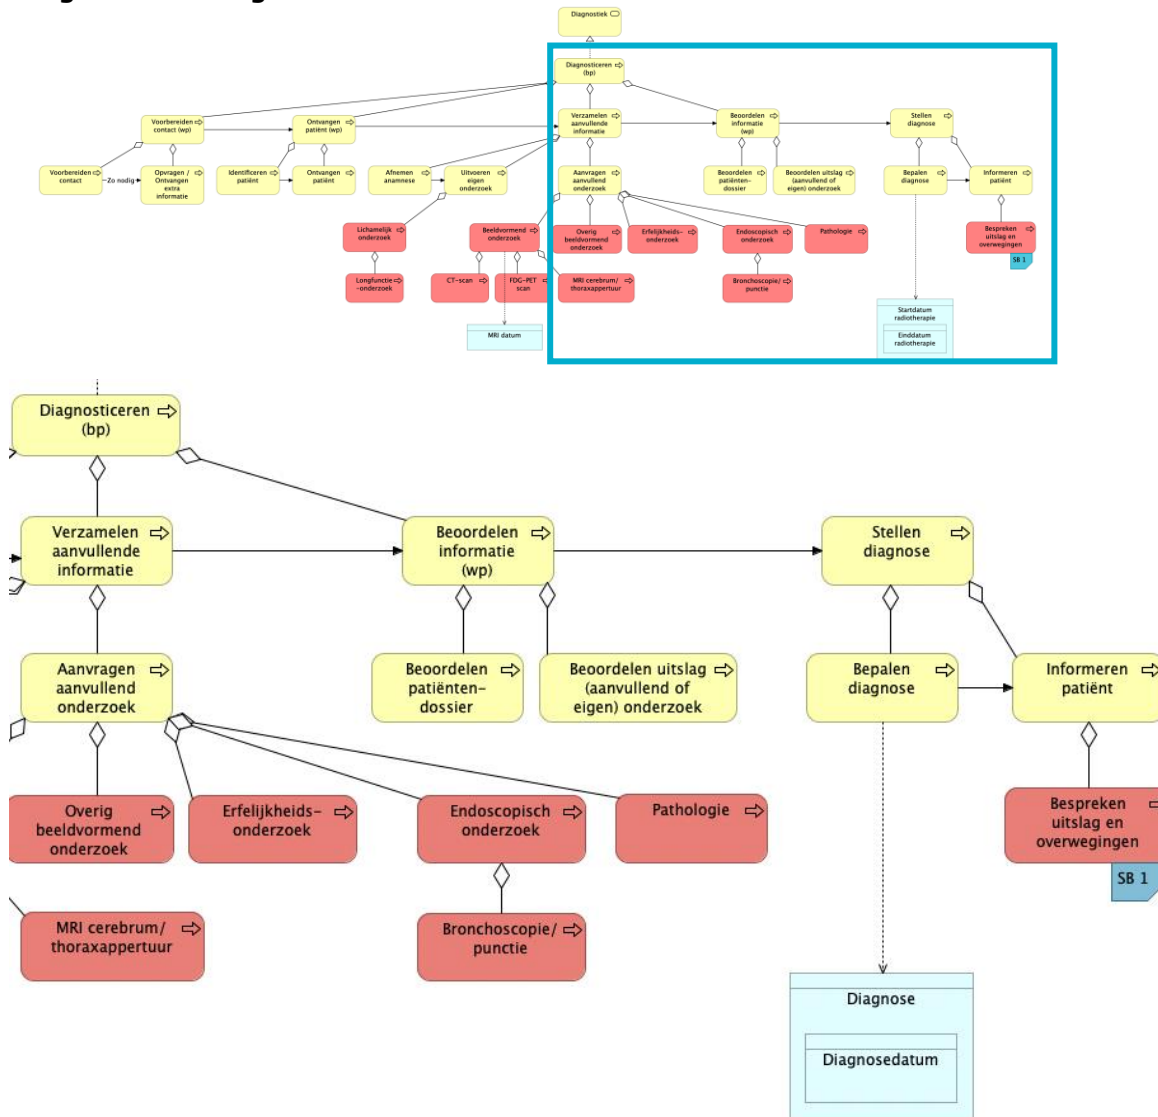 Diagnostiek
Diagnosticeren
(bp)
Voorbereiden
contact (wp)
Ontvangen
patiënt (wp)
Verzamelen
aanvullende
informatie
Beoordelen
informatie
(wp)
Stellen
diagnose
Voorbereiden
contact
Zo nodig
Opvragen /
Ontvangen
extra
informatie
Identificeren
patiënt
Ontvangen
patiënt
Afnemen
anamnese
Uitvoeren
eigen
onderzoek
Aanvragen
aanvullend
onderzoek
Beoordelen
patiënten-
dossier
Beoordelen uitslag
(aanvullend of
eigen) onderzoek
Bepalen
diagnose
Informeren
patiënt
Lichamelijk
onderzoek
Beeldvormend
onderzoek
Overig
beeldvormend
onderzoek
Erfelijkheids-
onderzoek
Endoscopisch
onderzoek
Pathologie
Bespreken
uitslag en
overwegingen
SB 1
Longfunctie
-onderzoek
CT-scan
FDG-PET
scan
MRI cerebrum/
thoraxappertuur
Bronchoscopie/
punctie
MRI datum
Startdatum
radiotherapie
Einddatum
radiotherapie
Diagnosticeren
(bp)
Verzamelen
aanvullende
informatie
Beoordelen
informatie
(wp)
Stellen
diagnose
Aanvragen
aanvullend
onderzoek
Beoordelen
patiënten-
dossier
Beoordelen uitslag
(aanvullend of
eigen) onderzoek
Bepalen
diagnose
Informeren
patiënt
Overig
beeldvormend
onderzoek
Erfelijkheids-
onderzoek
Endoscopisch
onderzoek
Pathologie
Bespreken
uitslag en
overwegingen
SB 1
MRI cerebrum/
thoraxappertuur
Bronchoscopie/
punctie
Diagnose
Diagnosedatum